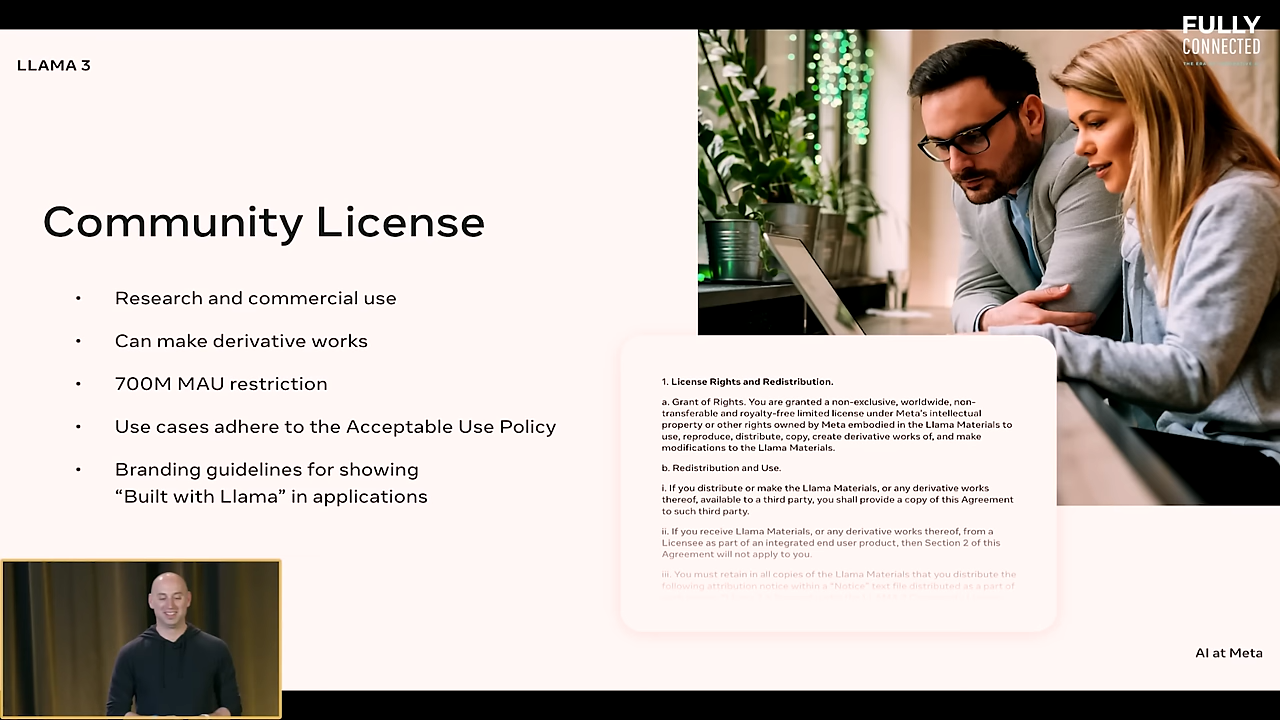 FULLY
CONNECTED
LLAMA 3
Community License
• Research and commercial use
• Can make derivative works
• 700M MAU restriction
• Use cases adhere to the Acceptable Use Policy
• Branding guidelines for showing
“Built with Llama” in applications
1. License Rights and Redistribution.
a. Grant of Rights. You are granted a non-exclusive, worldwide, non-
transferable and royalty-free limited license under Meta's intellectual
property or other rights owned by Meta embodied in the Llama Materials to
use, reproduce, distribute, copy, create derivative works of, and make
modifications to the Llama Materials.
b. Redistribution and Use.
i. If you distribute or make the Llama Materials, or any derivative works
thereof, available to a third party, you shall provide a copy of this Agreement
to such third party.
ii. If you receive Llama Materials, or any derivative works thereof, from a
Licensee as part of an integrated end user product, then Section 2 of this
Agreement will not apply to you.
iii. You must retain in all copies of the Llama Materials that you distribute the
following attribution notice within a “Notice” text file distributed as a part of
AI at Meta